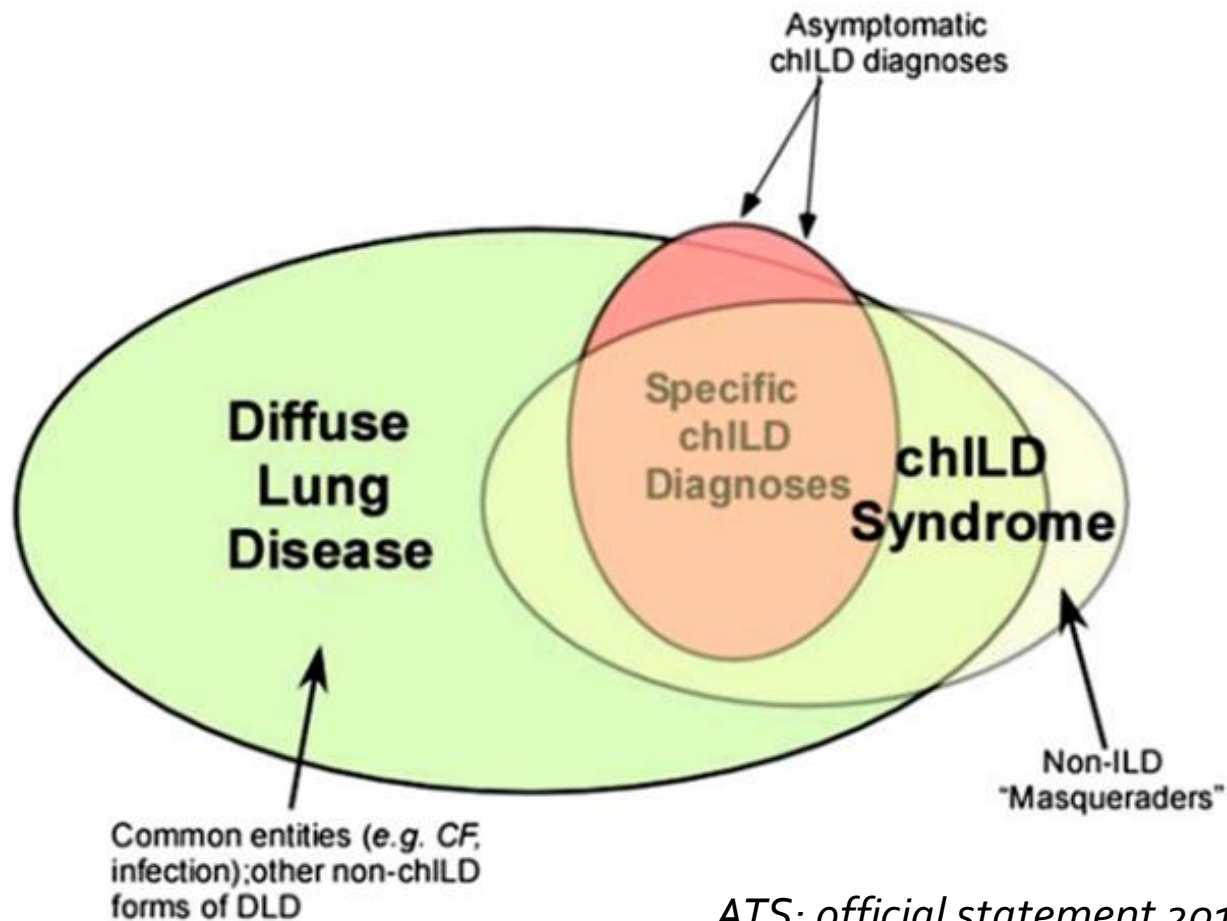 Asymptomatic
chILD diagnoses
Diffuse
Lung
Disease
Specific
chILD
Diagnoses
chILD
Syndrome
Non-ILD
"Masqueraders"
Common entities (e.g. CF,
infection);other non-chILD
forms of DLD
ATS: official statement